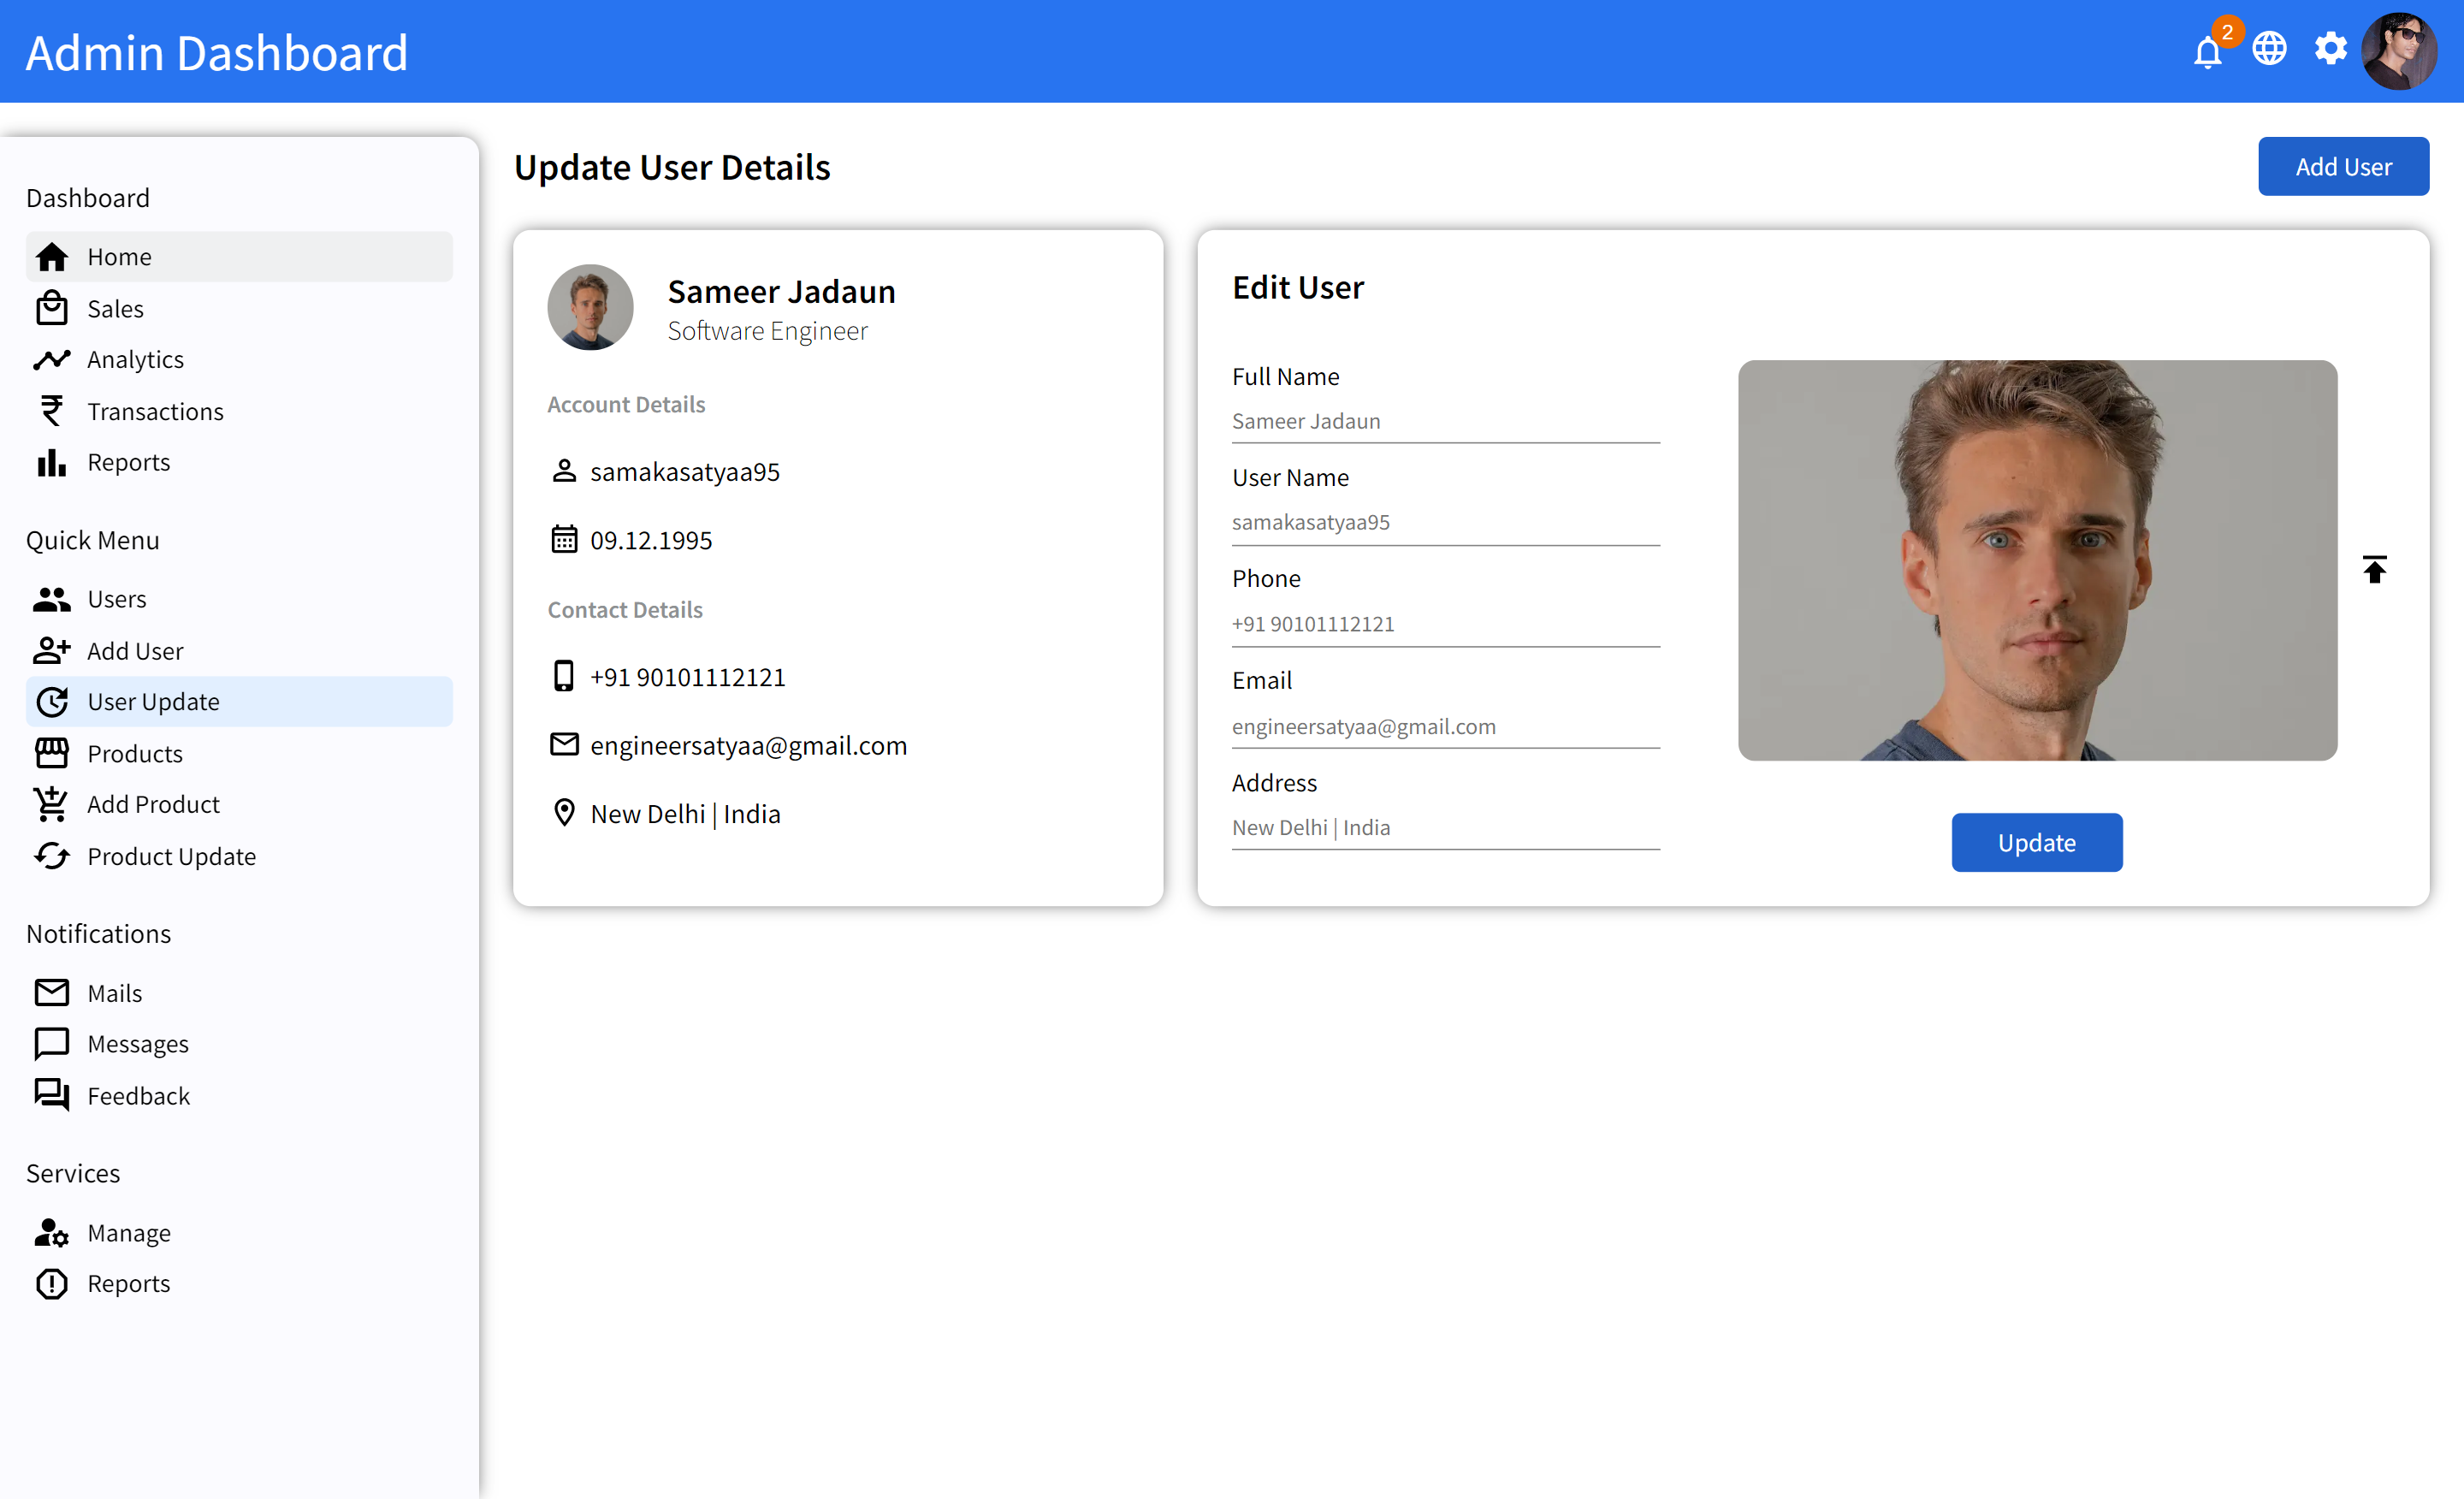 Admin Dashboard
2
Dashboard
Home
Sales
Analytics
Transactions
Reports
Quick Menu
Users
Add User
User Update
Products
Add Product
Product Update
Notifications
Mails
Messages
Feedback
Services
Manage
Reports
Update User Details
Add User
Sameer Jadaun
Software Engineer
Account Details
samakasatyaa95
09.12.1995
Contact Details
+91 90101112121
engineersatyaa@gmail.com
New Delhi | India
Edit User
Full Name
Sameer Jadaun
User Name
samakasatyaa95
Phone
+91 90101112121
Email
engineersatyaa@gmail.com
Address
New Delhi | India
Update